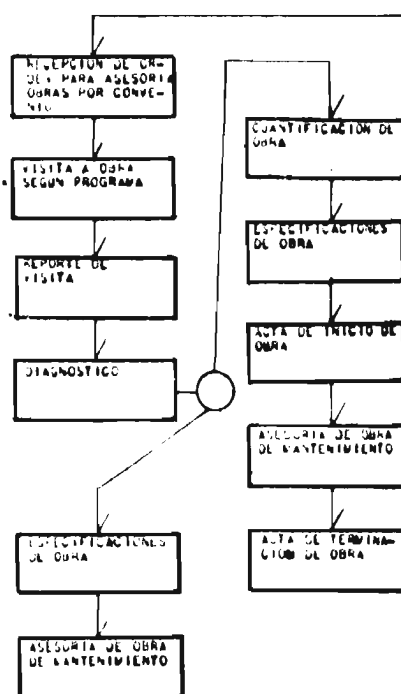 RECEPCION DE OR-
DEN PARA ASESORIA
OBRAS POR CONVE-
NIO
VISITA A OBRA
SEGUN PROGRAMA
REPORTE DE
VISITA
DIAGNOSTICO
ESPECIFICACIONES
DE OBRA
ASESORIA DE OBRA
DE MANTENIMIENTO
CUANTIFICACION DE
OBRA
ESPECIFICACIONES
DE OBRA
ACTA DE INICIO DE
OBRA
ASESORIA DE OBRA
DE MANTENIMIENTO
ACTA DE TERMINA-
CION DE OBRA